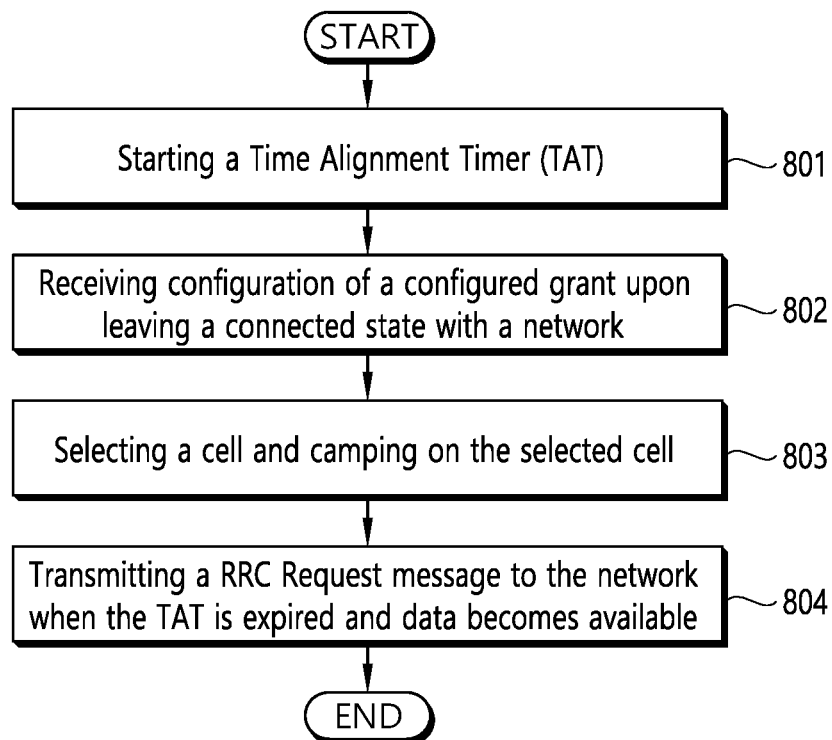 START
Starting a Time Alignment Timer (TAT)
801
Receiving configuration of a configured grant upon
leaving a connected state with a network
802
Selecting a cell and camping on the selected cell
803
Transmitting a RRC Request message to the network
when the TAT is expired and data becomes available
804
END